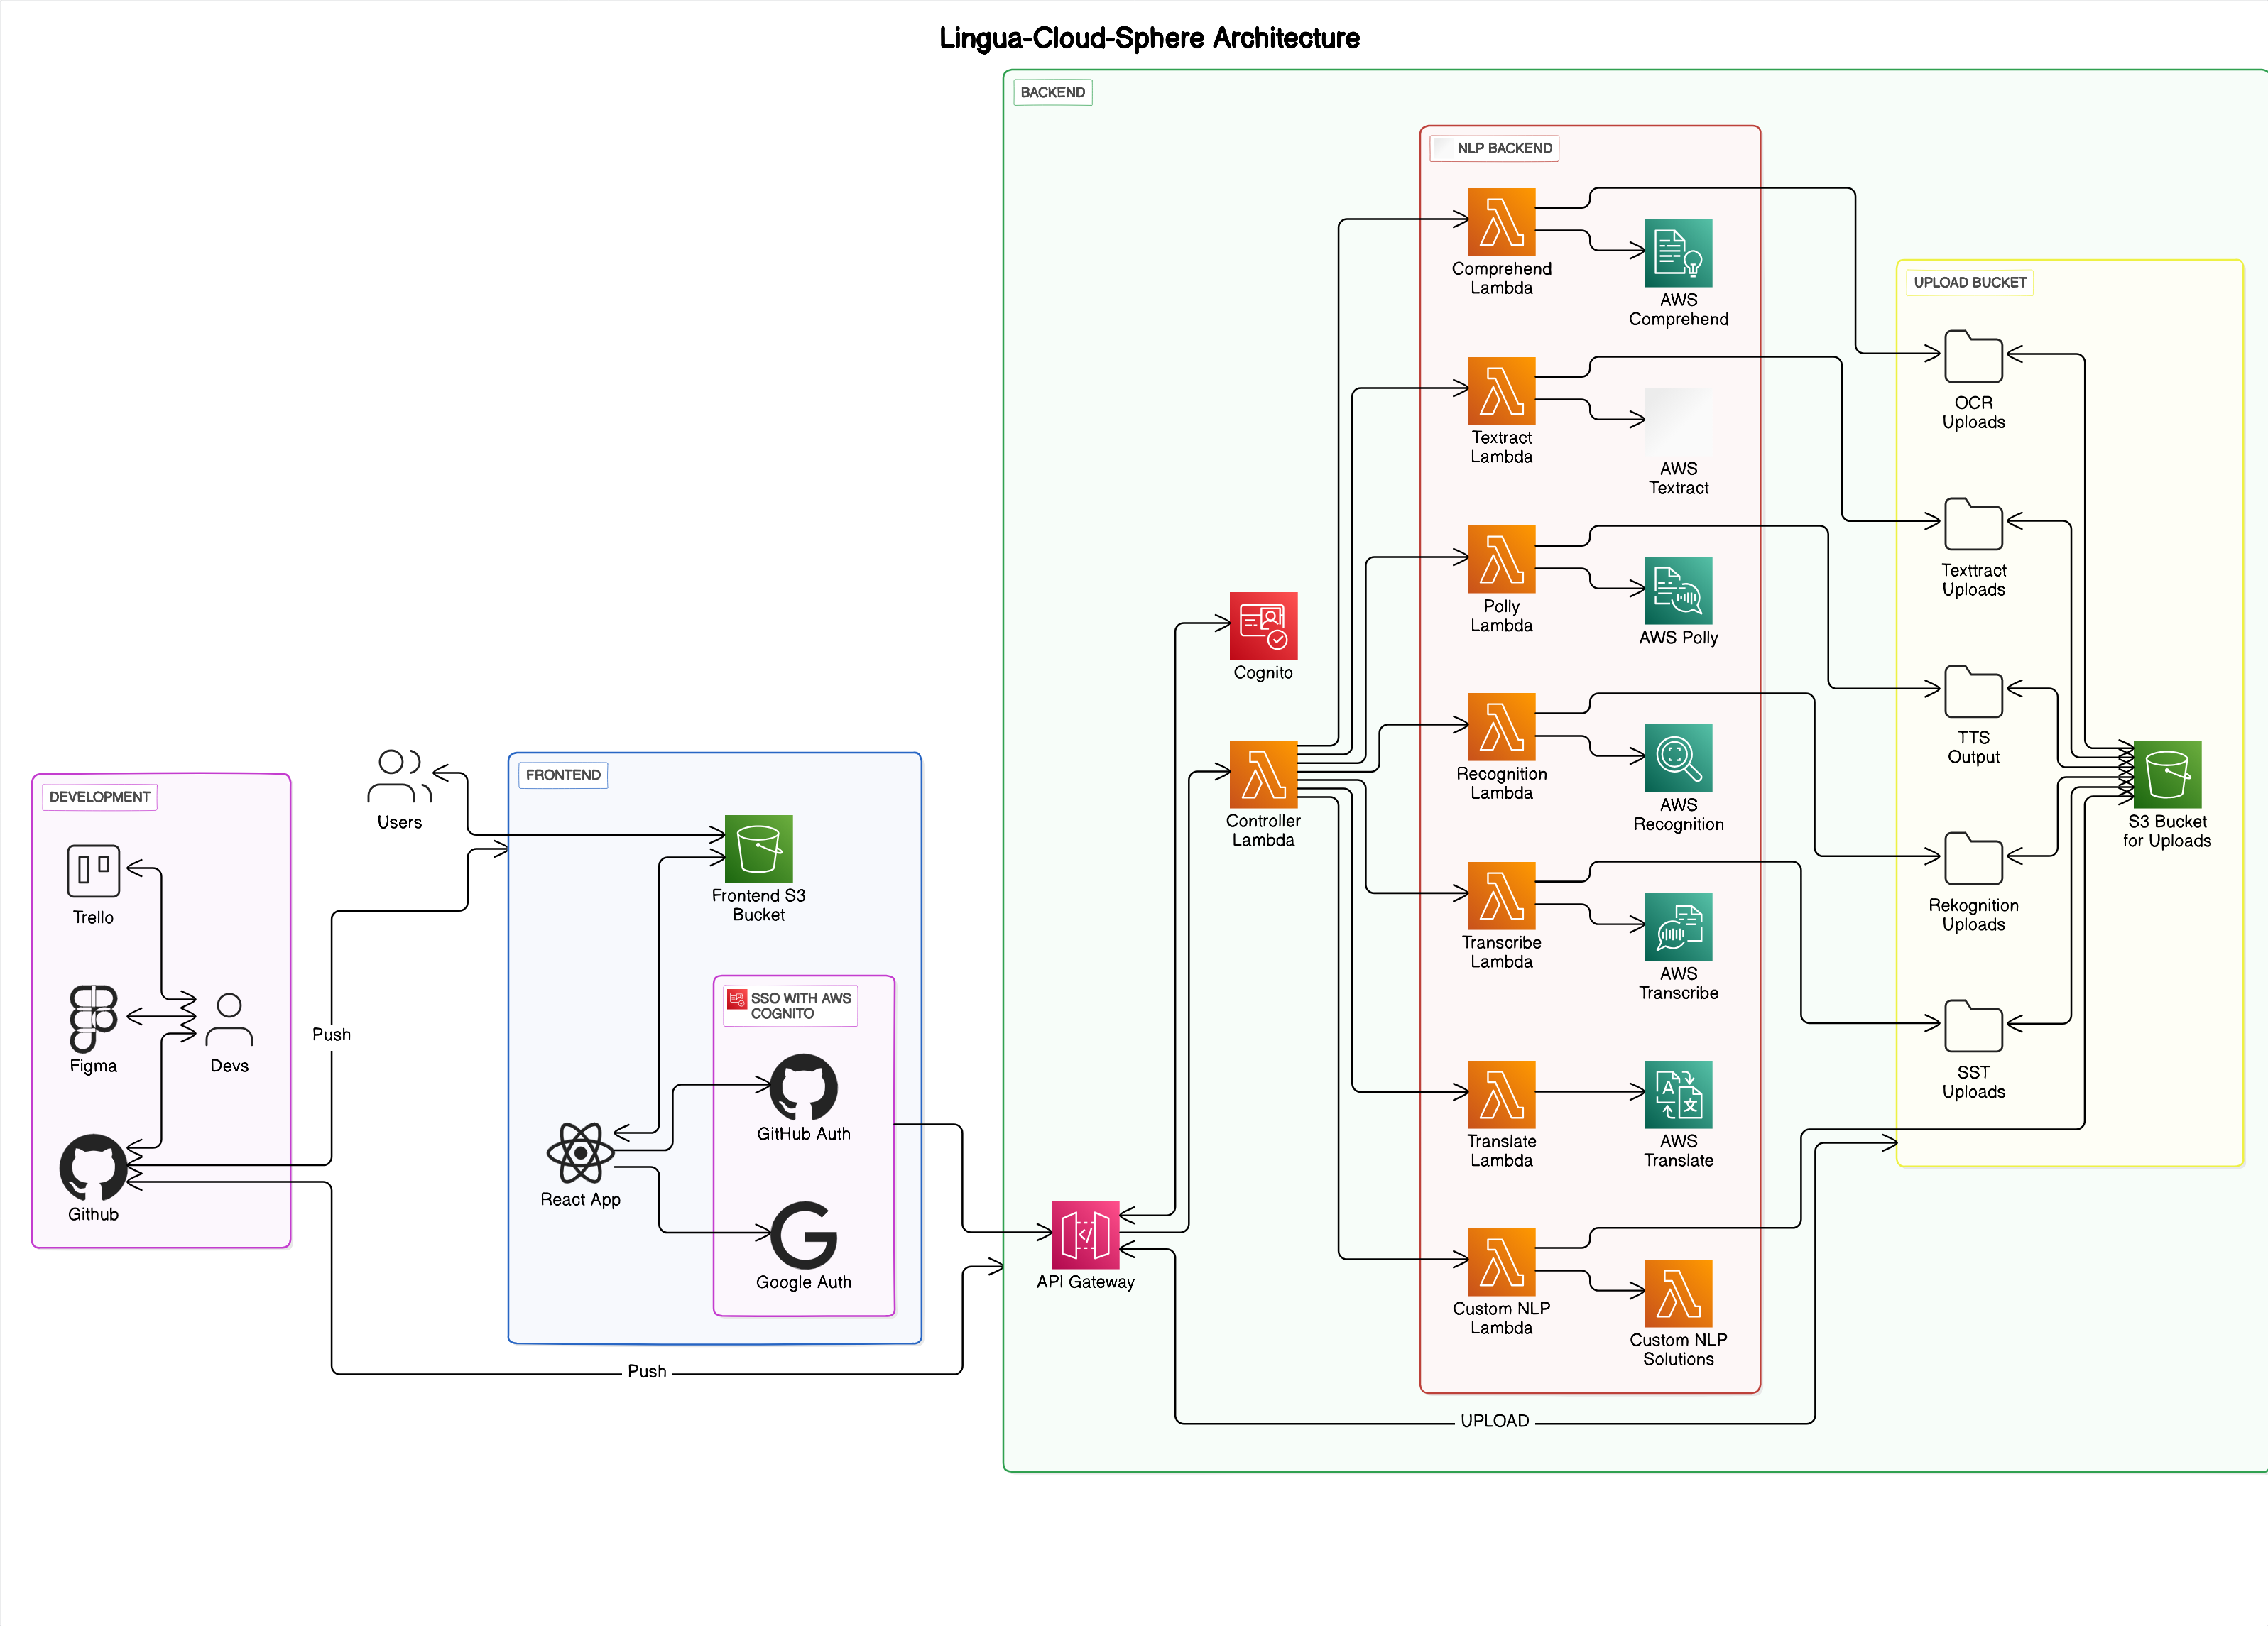 Lingua-Cloud-Sphere Architecture
BACKEND
NLP BACKEND
Comprehend
Lambda
AWS
Comprehend
Textract
Lambda
AWS
Textract
Polly
Lambda
AWS Polly
Recognition
Lambda
AWS
Recognition
Transcribe
Lambda
AWS
Transcribe
Translate
Lambda
AWS
Translate
Custom NLP
Lambda
Custom NLP
Solutions
UPLOAD BUCKET
OCR
Uploads
Texttract
Uploads
TTS
Output
Rekognition
Uploads
SST
Uploads
S3 Bucket
for Uploads
Cognito
Controller
Lambda
API Gateway
UPLOAD
Users
FRONTEND
Frontend S3
Bucket
SSO WITH AWS
COGNITO
GitHub Auth
Google Auth
React App
DEVELOPMENT
Trello
Figma
Devs
Github
Push
Push